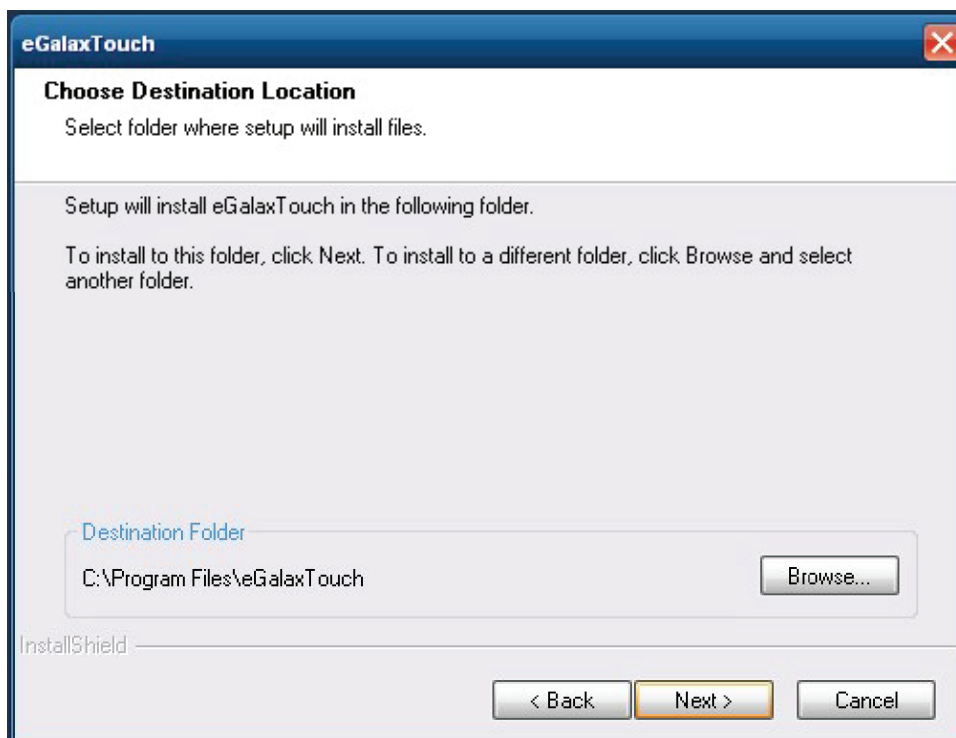 eGalaxTouch
Choose Destination Location
Select folder where setup will install files.
Setup will install eGalaxTouch in the following folder.
To install to this folder, click Next. To install to a different folder, click Browse and select
another folder.
Destination Folder
C:\Program Files\eGalaxTouch
Browse...
InstallShield
< Back
Next >
Cancel